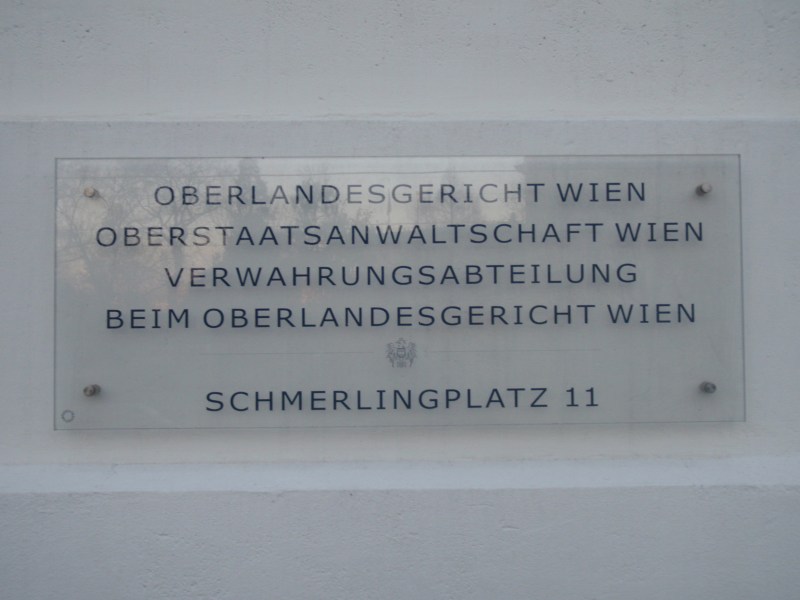 OBERLANDESGERICHT WIEN
OBERSTAATSANWALTSCHAFT WIEN
VERWAHRUNGSABTEILUNG
BEIM OBERLANDESGERICHT WIEN
SCHMERLINGPLATZ 11